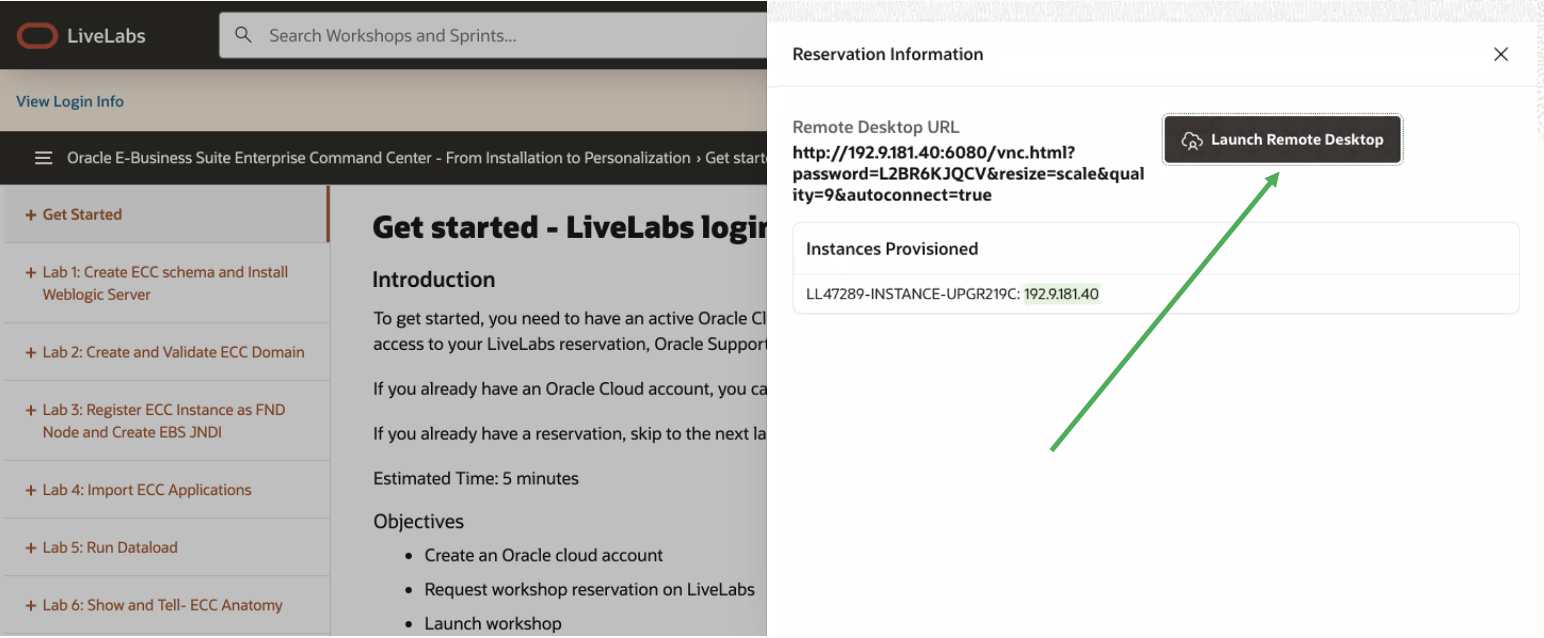 LiveLabs
Search Workshops and Sprints...
View Login Info
Oracle E-Business Suite Enterprise Command Center - From Installation to Personalization › Get
+ Get Started
+ Lab 1: Create ECC schema and Install
Weblogic Server
+ Lab 2: Create and Validate ECC Domain
+ Lab 3: Register ECC Instance as FND
Node and Create EBS JNDI
+ Lab 4: Import ECC Applications
+ Lab 5: Run Dataload
+ Lab 6: Show and Tell- ECC Anatomy
Get started - LiveLabs login
Introduction
To get started, you need to have an active Oracle
access to your LiveLabs reservation, Oracle Support
If you already have an Oracle Cloud account, you
If you already have a reservation, skip to the next
Estimated Time: 5 minutes
Objectives
• Create an Oracle cloud account
• Request workshop reservation on LiveLabs
• Launch workshop
Reservation Information
Remote Desktop URL
http://192.9.181.40:6080/vnc.html?
password=L2BR6KJQCV&resize=scale&qual
ity=9&autoconnect=true
Launch Remote Desktop
Instances Provisioned
LL47289-INSTANCE-UPGR219C: 192.9.181.40